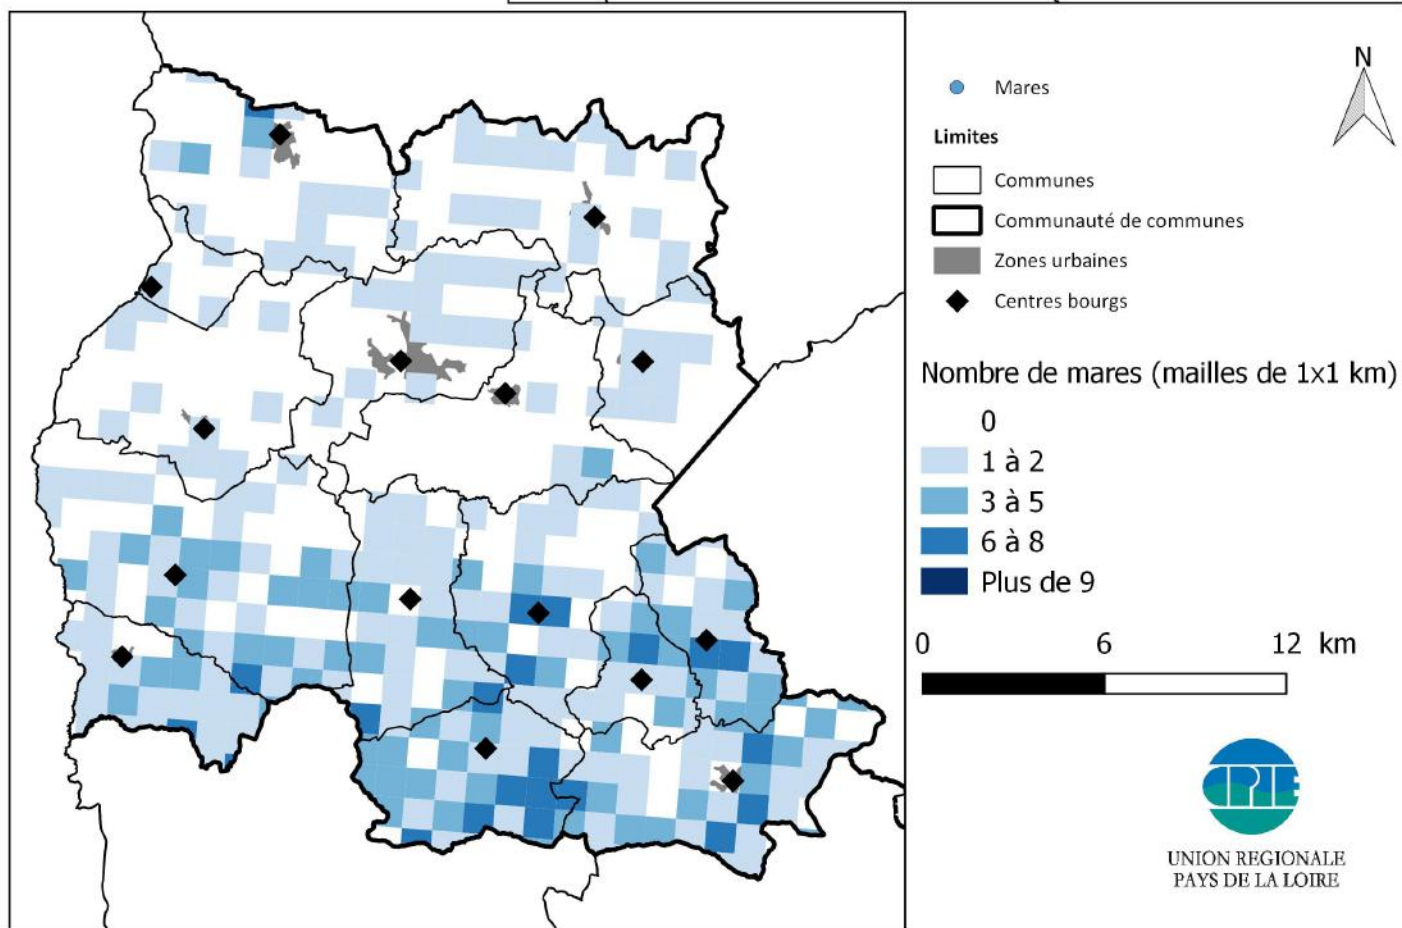 N
Mares
Limites
Communes
Communauté de communes
Zones urbaines
Centres bourgs
Nombre de mares (mailles de 1x1 km)
0
1 à 2
3 à 5
6 à 8
Plus de 9
0 6 12 km
CPIE
UNION REGIONALE
PAYS DE LA LOIRE